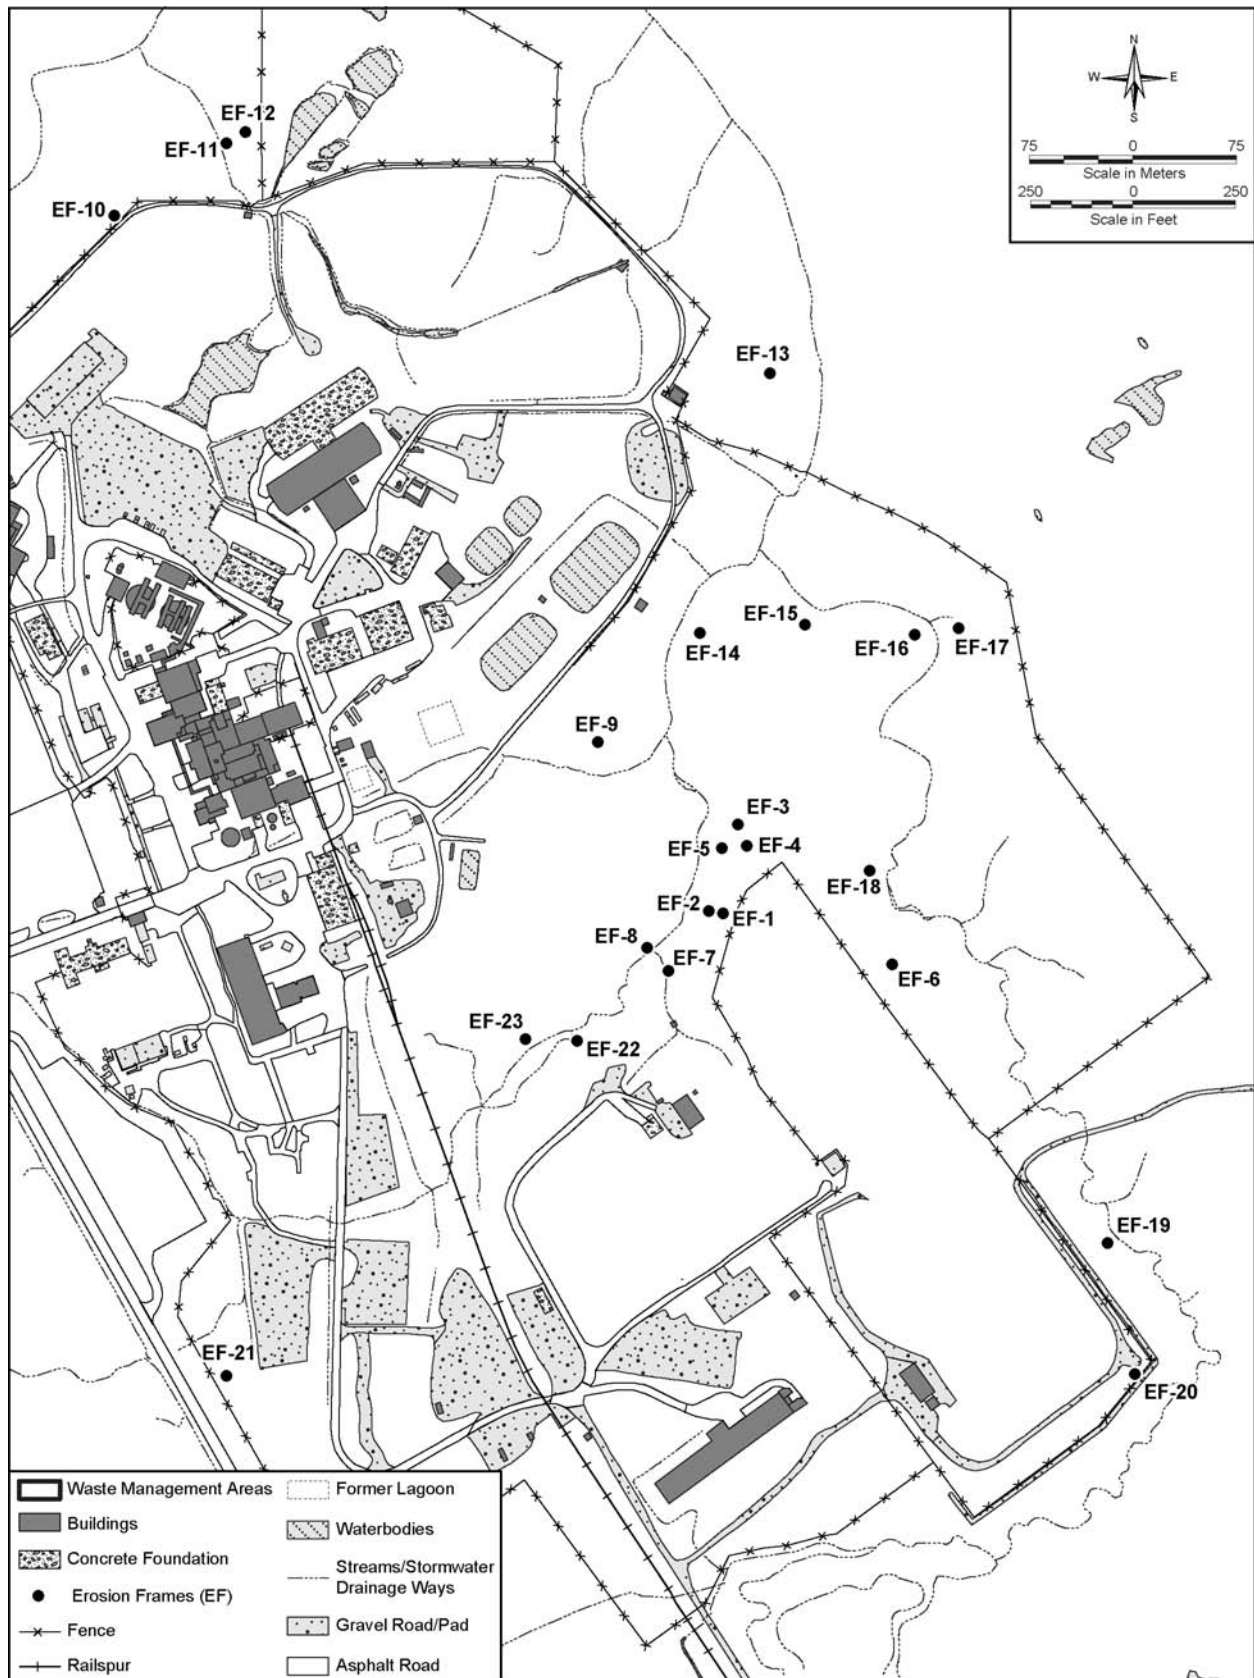 N
W E
S
75 0 75
Scale in Meters
250 0 250
Scale in Feet
EF-12
EF-11
EF-10
EF-13
EF-15
EF-14
EF-16
EF-17
EF-9
EF-3
EF-5
EF-4
EF-18
EF-2
EF-1
EF-8
EF-7
EF-6
EF-23
EF-22
EF-19
EF-21
EF-20
Waste Management Areas
Buildings
Concrete Foundation
Erosion Frames (EF)
Fence
Railspur
Former Lagoon
Waterbodies
Streams/Stormwater
Drainage Ways
Gravel Road/Pad
Asphalt Road